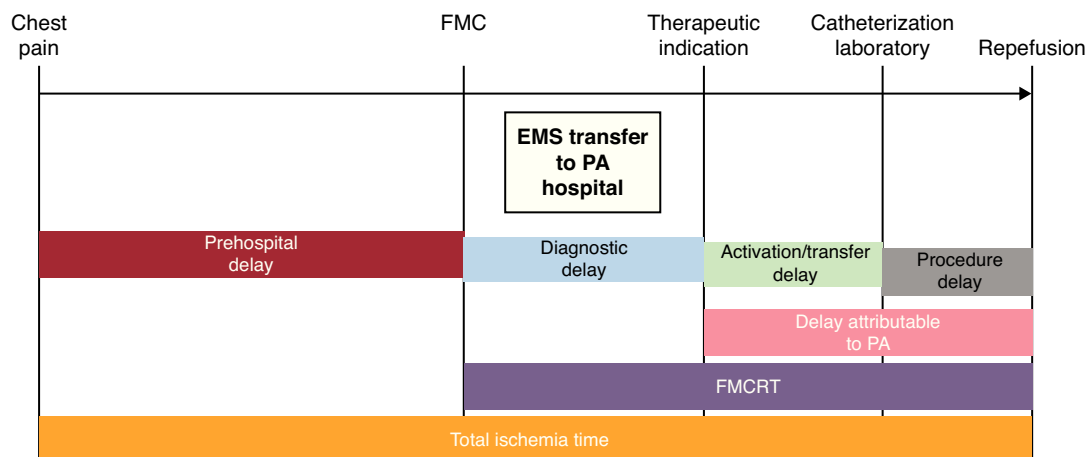 Chest
pain
FMC
Therapeutic
indication
Catheterization
laboratory
Repefusion
EMS transfer
to PA
hospital
Prehospital
delay
Diagnostic
delay
Activation/transfer
delay
Procedure
delay
Delay attributable
to PA
FMCRT
Total ischemia time